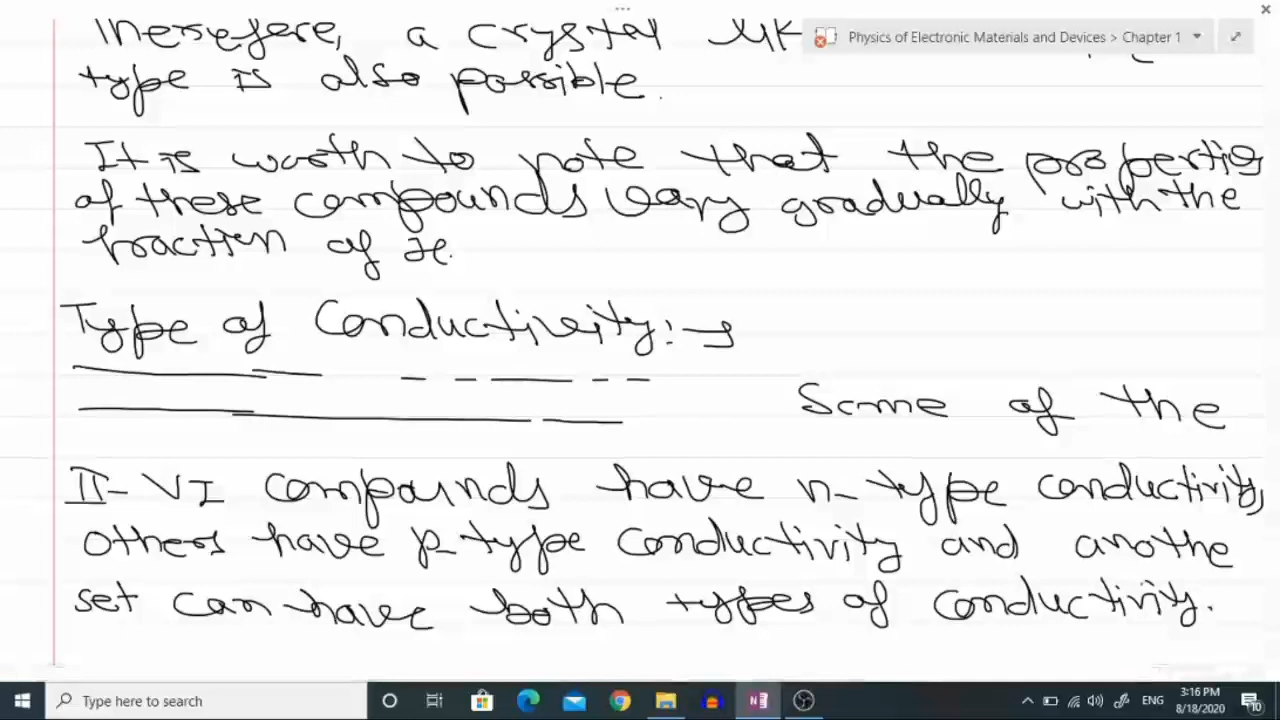 Therefore, a crystal
Physics of Electronic Materials and Devices > Chapter 1
type is also possible.
It is worth to note that the properties
of these compounds vary gradually with the
fraction of x.
Type of Conductivity:→
Some of the
II-VI compounds have n-type conductivity,
others have p-type conductivity and anothe
set can have both types of conductivity.
Type here to search
ENG
3:16 PM
8/18/2020
10